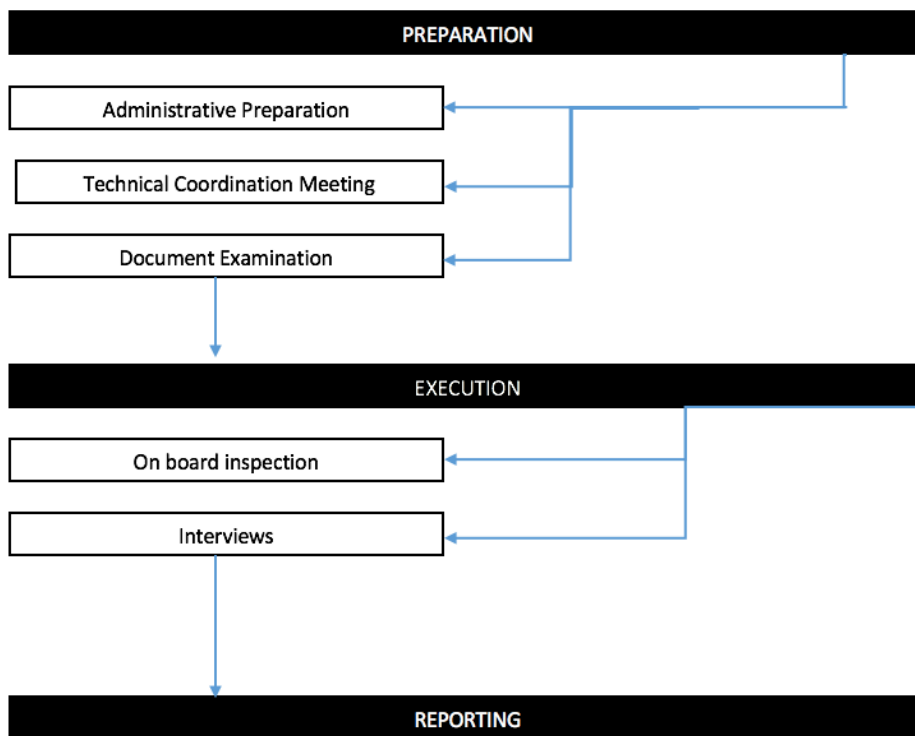 PREPARATION
Administrative Preparation
Technical Coordination Meeting
Document Examination
EXECUTION
On board inspection
Interviews
REPORTING